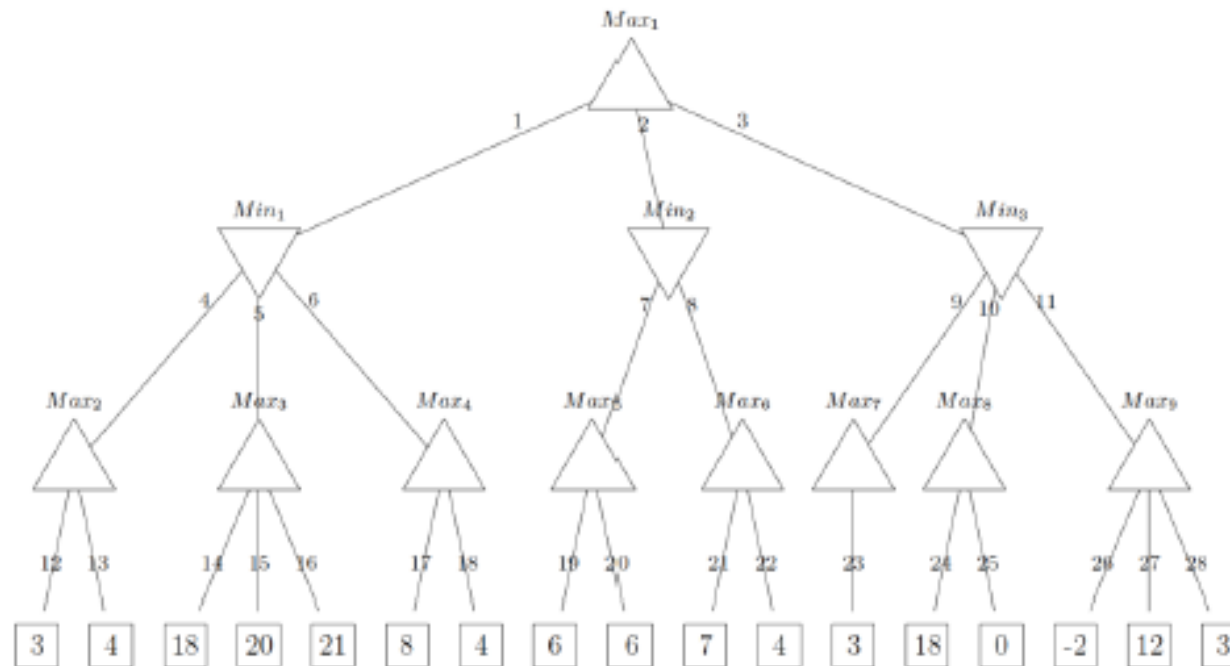 Max₁
1 2 3
Min₁ Min₂ Min₃
4 5 6 7 8 9 10 11
Max₂ Max₃ Max₄ Max₅ Max₆ Max₇ Max₈ Max₉
12 13 14 15 16 17 18 19 20 21 22 23 24 25 26 27 28
3 4 18 20 21 8 4 6 6 7 4 3 18 0 -2 12 3